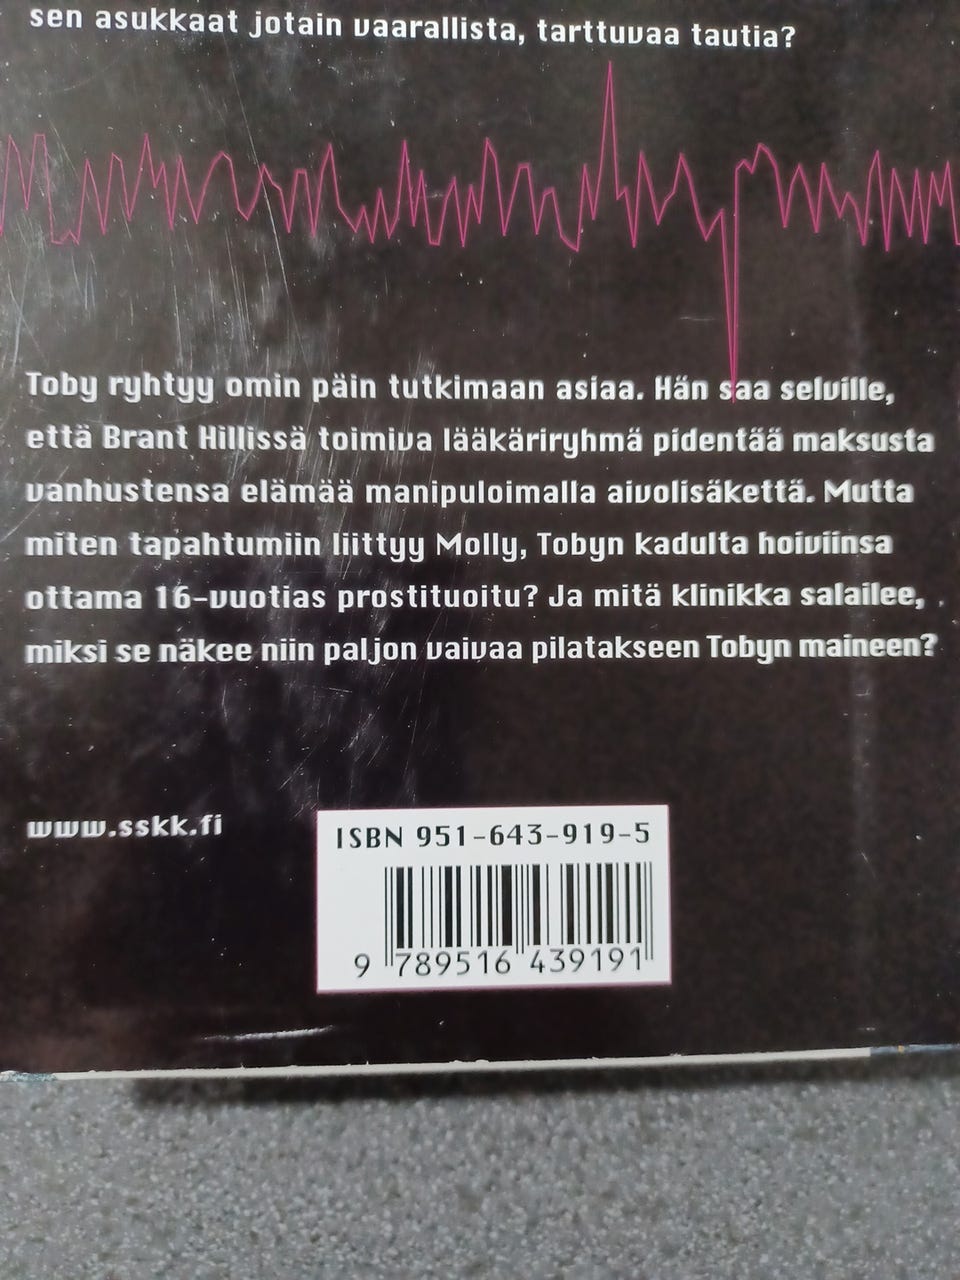 sen asukkaat jotain vaarallista, tarttuvaa tautia?
Toby ryhtyy omin päin tutkimaan asiaa. Hän saa selville,
että Brant Hillissä toimiva lääkäriryhmä pidentää maksusta
vanhustensa elämää manipuloimalla aivolisäkettä. Mutta
miten tapahtumiin liittyy Molly, Tobyn kadulta hoiviinsa
ottama 16-vuotias prostituoitu? Ja mitä klinikka salailee,
miksi se näkee niin paljon vaivaa pilatakseen Tobyn maineen?
www.sskk.fi
ISBN 951-643-919-5
9 789516 439191